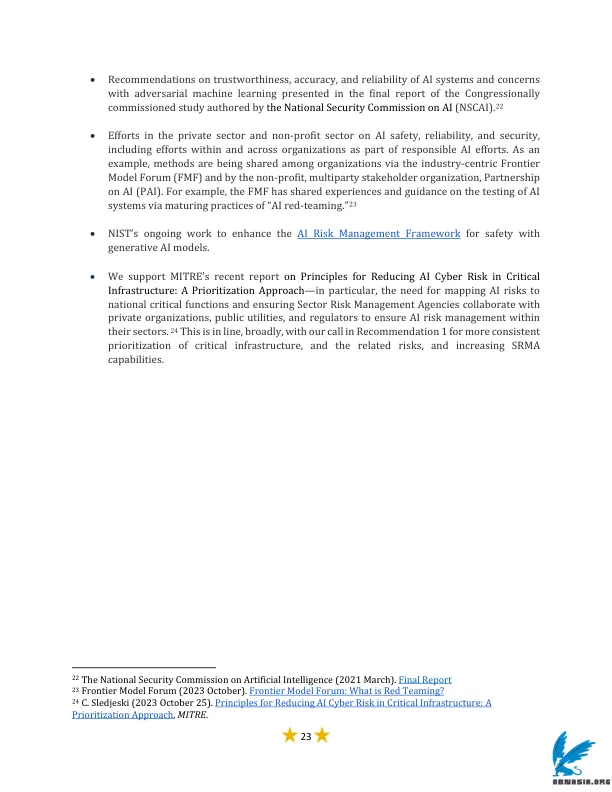 • Recommendations on trustworthiness, accuracy, and reliability of AI systems and concerns
with adversarial machine learning presented in the final report of the Congressionally
commissioned study authored by the National Security Commission on AI (NSCAI).22
• Efforts in the private sector and non-profit sector on AI safety, reliability, and security,
including efforts within and across organizations as part of responsible AI efforts. As an
example, methods are being shared among organizations via the industry-centric Frontier
Model Forum (FMF) and by the non-profit, multiparty stakeholder organization, Partnership
on AI (PAI). For example, the FMF has shared experiences and guidance on the testing of AI
systems via maturing practices of “AI red-teaming.”23
• NIST’s ongoing work to enhance the AI Risk Management Framework for safety with
generative AI models.
• We support MITRE’s recent report on Principles for Reducing AI Cyber Risk in Critical
Infrastructure: A Prioritization Approach—in particular, the need for mapping AI risks to
national critical functions and ensuring Sector Risk Management Agencies collaborate with
private organizations, public utilities, and regulators to ensure AI risk management within
their sectors. 24 This is in line, broadly, with our call in Recommendation 1 for more consistent
prioritization of critical infrastructure, and the related risks, and increasing SRMA
capabilities.
22 The National Security Commission on Artificial Intelligence (2021 March). Final Report
23 Frontier Model Forum (2023 October). Frontier Model Forum: What is Red Teaming?
24 C. Sledjeski (2023 October 25). Principles for Reducing AI Cyber Risk in Critical Infrastructure: A
Prioritization Approach, MITRE.
23
ASNASIA.ORG